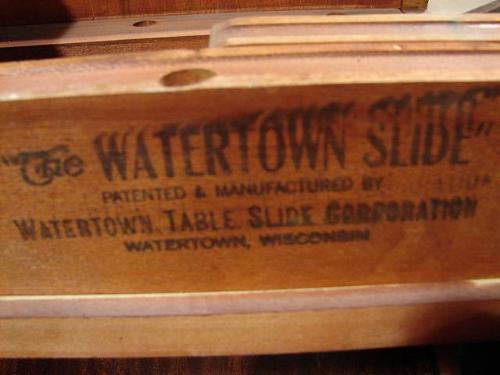 "The WATERTOWN SLIDE"
PATENTED & MANUFACTURED BY
WATERTOWN TABLE SLIDE CORPORATION
WATERTOWN, WISCONSIN